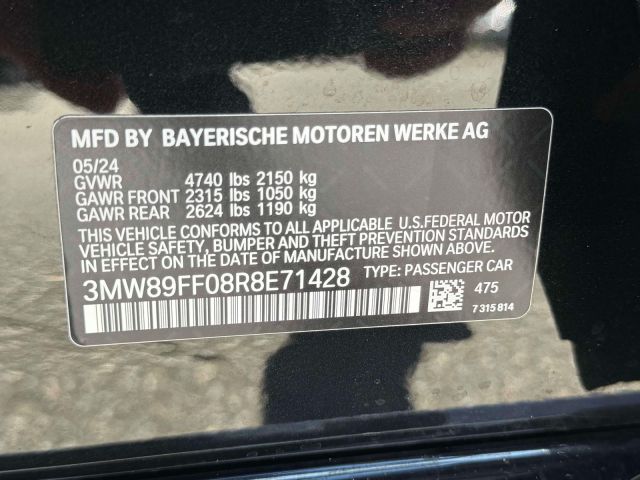 MFD BY BAYERISCHE MOTOREN WERKE AG
05/24
GVWR 4740 lbs 2150 kg
GAWR FRONT 2315 lbs 1050 kg
GAWR REAR 2624 lbs 1190 kg
THIS VEHICLE CONFORMS TO ALL APPLICABLE U.S.FEDERAL MOTOR
VEHICLE SAFETY, BUMPER AND THEFT PREVENTION STANDARDS
IN EFFECT ON THE DATE OF MANUFACTURE SHOWN ABOVE.
3MW89FF08R8E71428 TYPE: PASSENGER CAR
475
7 315 814